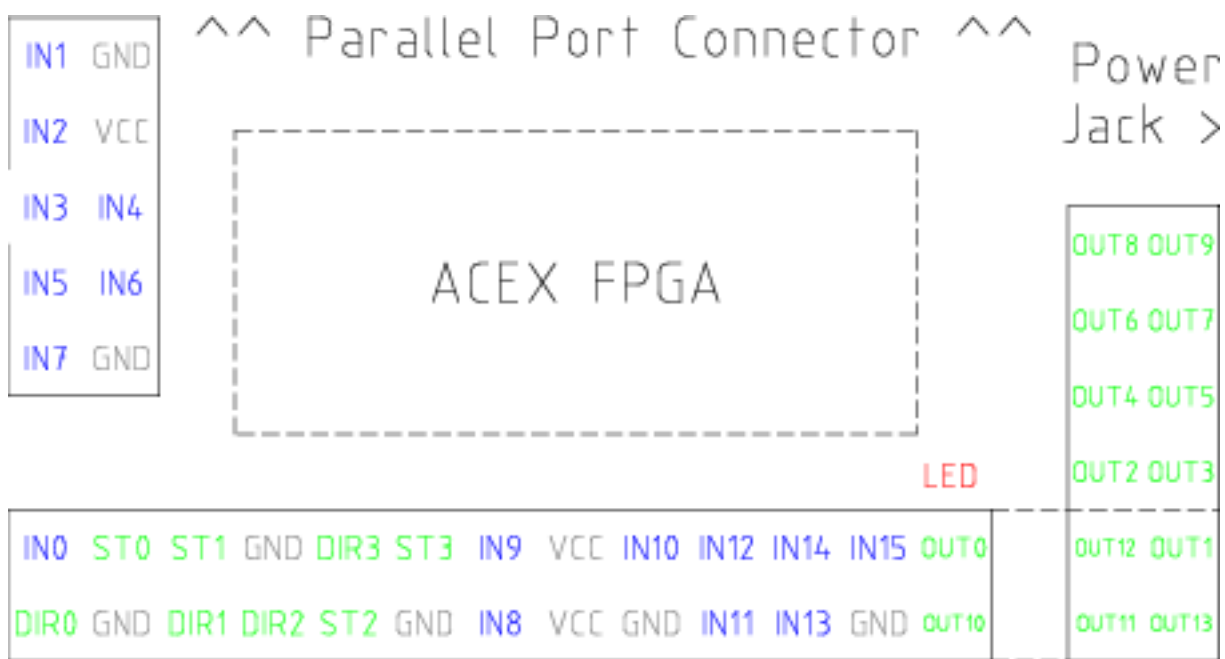 ^^ Parallel Port Connector ^^
Power
Jack >
IN1 GND
IN2 VCC
IN3 IN4
IN5 IN6
IN7 GND
ACEX FPGA
OUT8 OUT9
OUT6 OUT7
OUT4 OUT5
OUT2 OUT3
LED
IN0 ST0 ST1 GND DIR3 ST3 IN9 VCC IN10 IN12 IN14 IN15 OUT0
OUT12 OUT1
DIR0 GND DIR1 DIR2 ST2 GND IN8 VCC GND IN11 IN13 GND OUT10
OUT11 OUT13